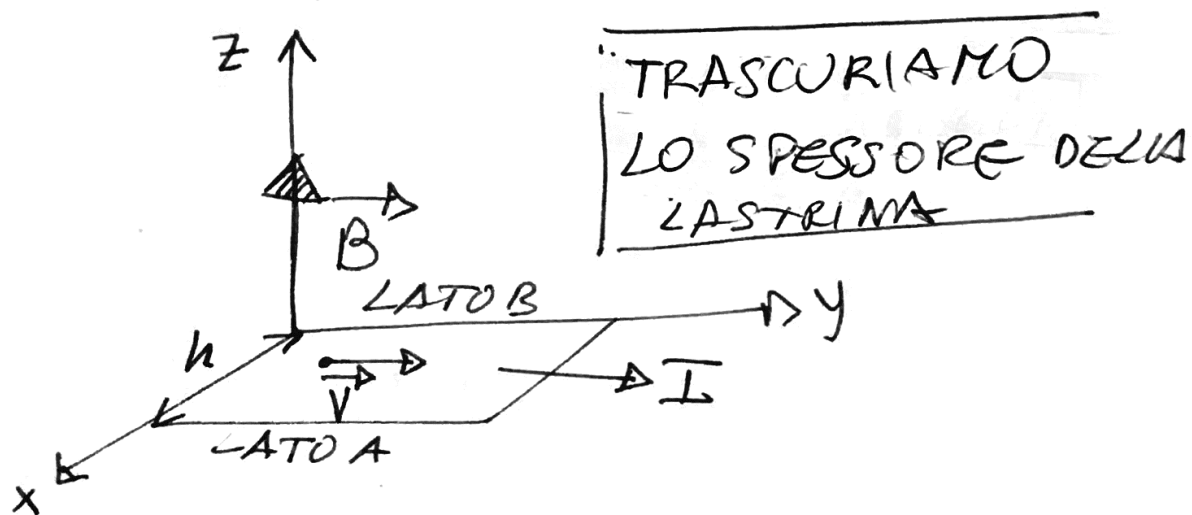 Z
TRASCURIAMO
LO SPESSORE DELLA
LASTRINA
B
LATO B
y
h
V
I
LATO A
x